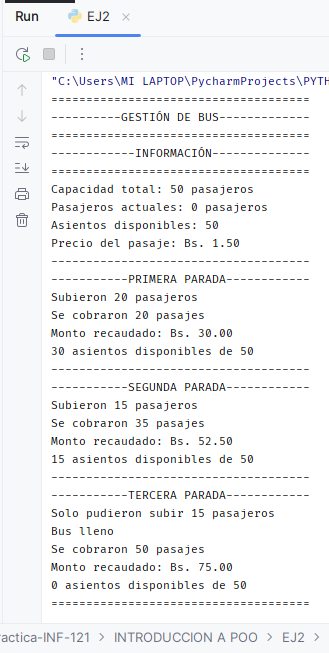 Run EJ2
"C:\Users\MI LAPTOP\PycharmProjects\PYTH
=====================================
----------GESTIÓN DE BUS-------------
=====================================
------------INFORMACIÓN--------------
=====================================
Capacidad total: 50 pasajeros
Pasajeros actuales: 0 pasajeros
Asientos disponibles: 50
Precio del pasaje: Bs. 1.50
-------------------------------------
-----------PRIMERA PARADA------------
Subieron 20 pasajeros
Se cobraron 20 pasajes
Monto recaudado: Bs. 30.00
30 asientos disponibles de 50
-------------------------------------
-----------SEGUNDA PARADA------------
Subieron 15 pasajeros
Se cobraron 35 pasajes
Monto recaudado: Bs. 52.50
15 asientos disponibles de 50
-------------------------------------
-----------TERCERA PARADA------------
Solo pudieron subir 15 pasajeros
Bus lleno
Se cobraron 50 pasajes
Monto recaudado: Bs. 75.00
0 asientos disponibles de 50
=====================================
actica-INF-121 > INTRODUCCION A POO > EJ2 >